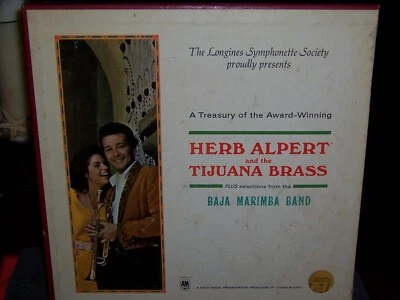 The Longines Symphonette Society
proudly presents
A Treasury of the Award-Winning
HERB ALPERT
and the
TIJUANA BRASS
PLUS selections from the
BAJA MARIMBA BAND
A&M